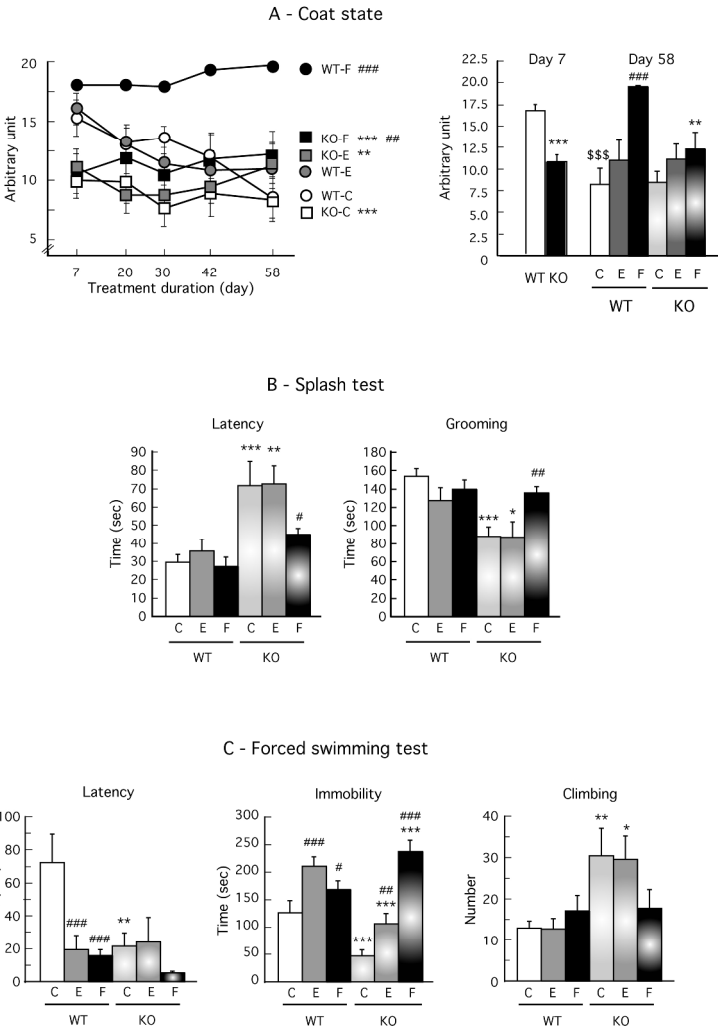 A - Coat state
20
15
10
5
Arbitrary unit
7 20 30 42 58
Treatment duration (day)
WT-F ###
KO-F *** ##
KO-E **
WT-E
WT-C
KO-C ***
22.5
20.0
17.5
15.0
12.5
10.0
7.5
5.0
2.5
0
Arbitrary unit
Day 7 Day 58
***
$$$
###
**
WT KO
C E F C E F
WT KO
B - Splash test
Latency
90
80
70
60
50
40
30
20
10
0
Time (sec)
*** **
#
C E F C E F
WT KO
Grooming
180
160
140
120
100
80
60
40
20
0
Time (sec)
##
*** *
C E F C E F
WT KO
C - Forced swimming test
Latency
100
80
60
40
20
0
### ### **
C E F C E F
WT KO
Immobility
300
250
200
150
100
50
0
Time (sec)
###
#
***
##
***
###
***
C E F C E F
WT KO
Climbing
40
30
20
10
0
Number
** *
C E F C E F
WT KO